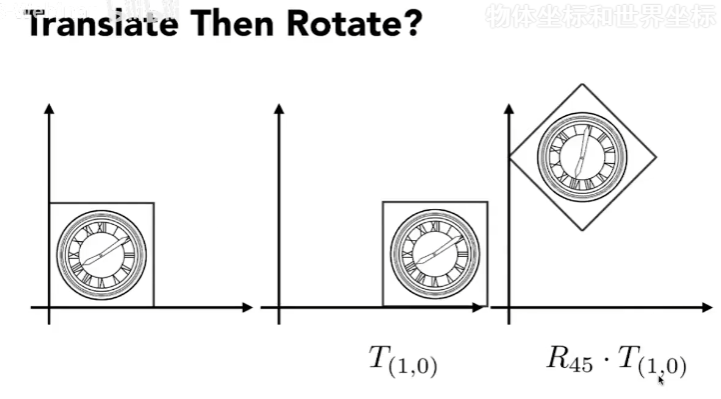 Translate Then Rotate?
物体坐标和世界坐标
T(1,0)
R45 · T(1,0)